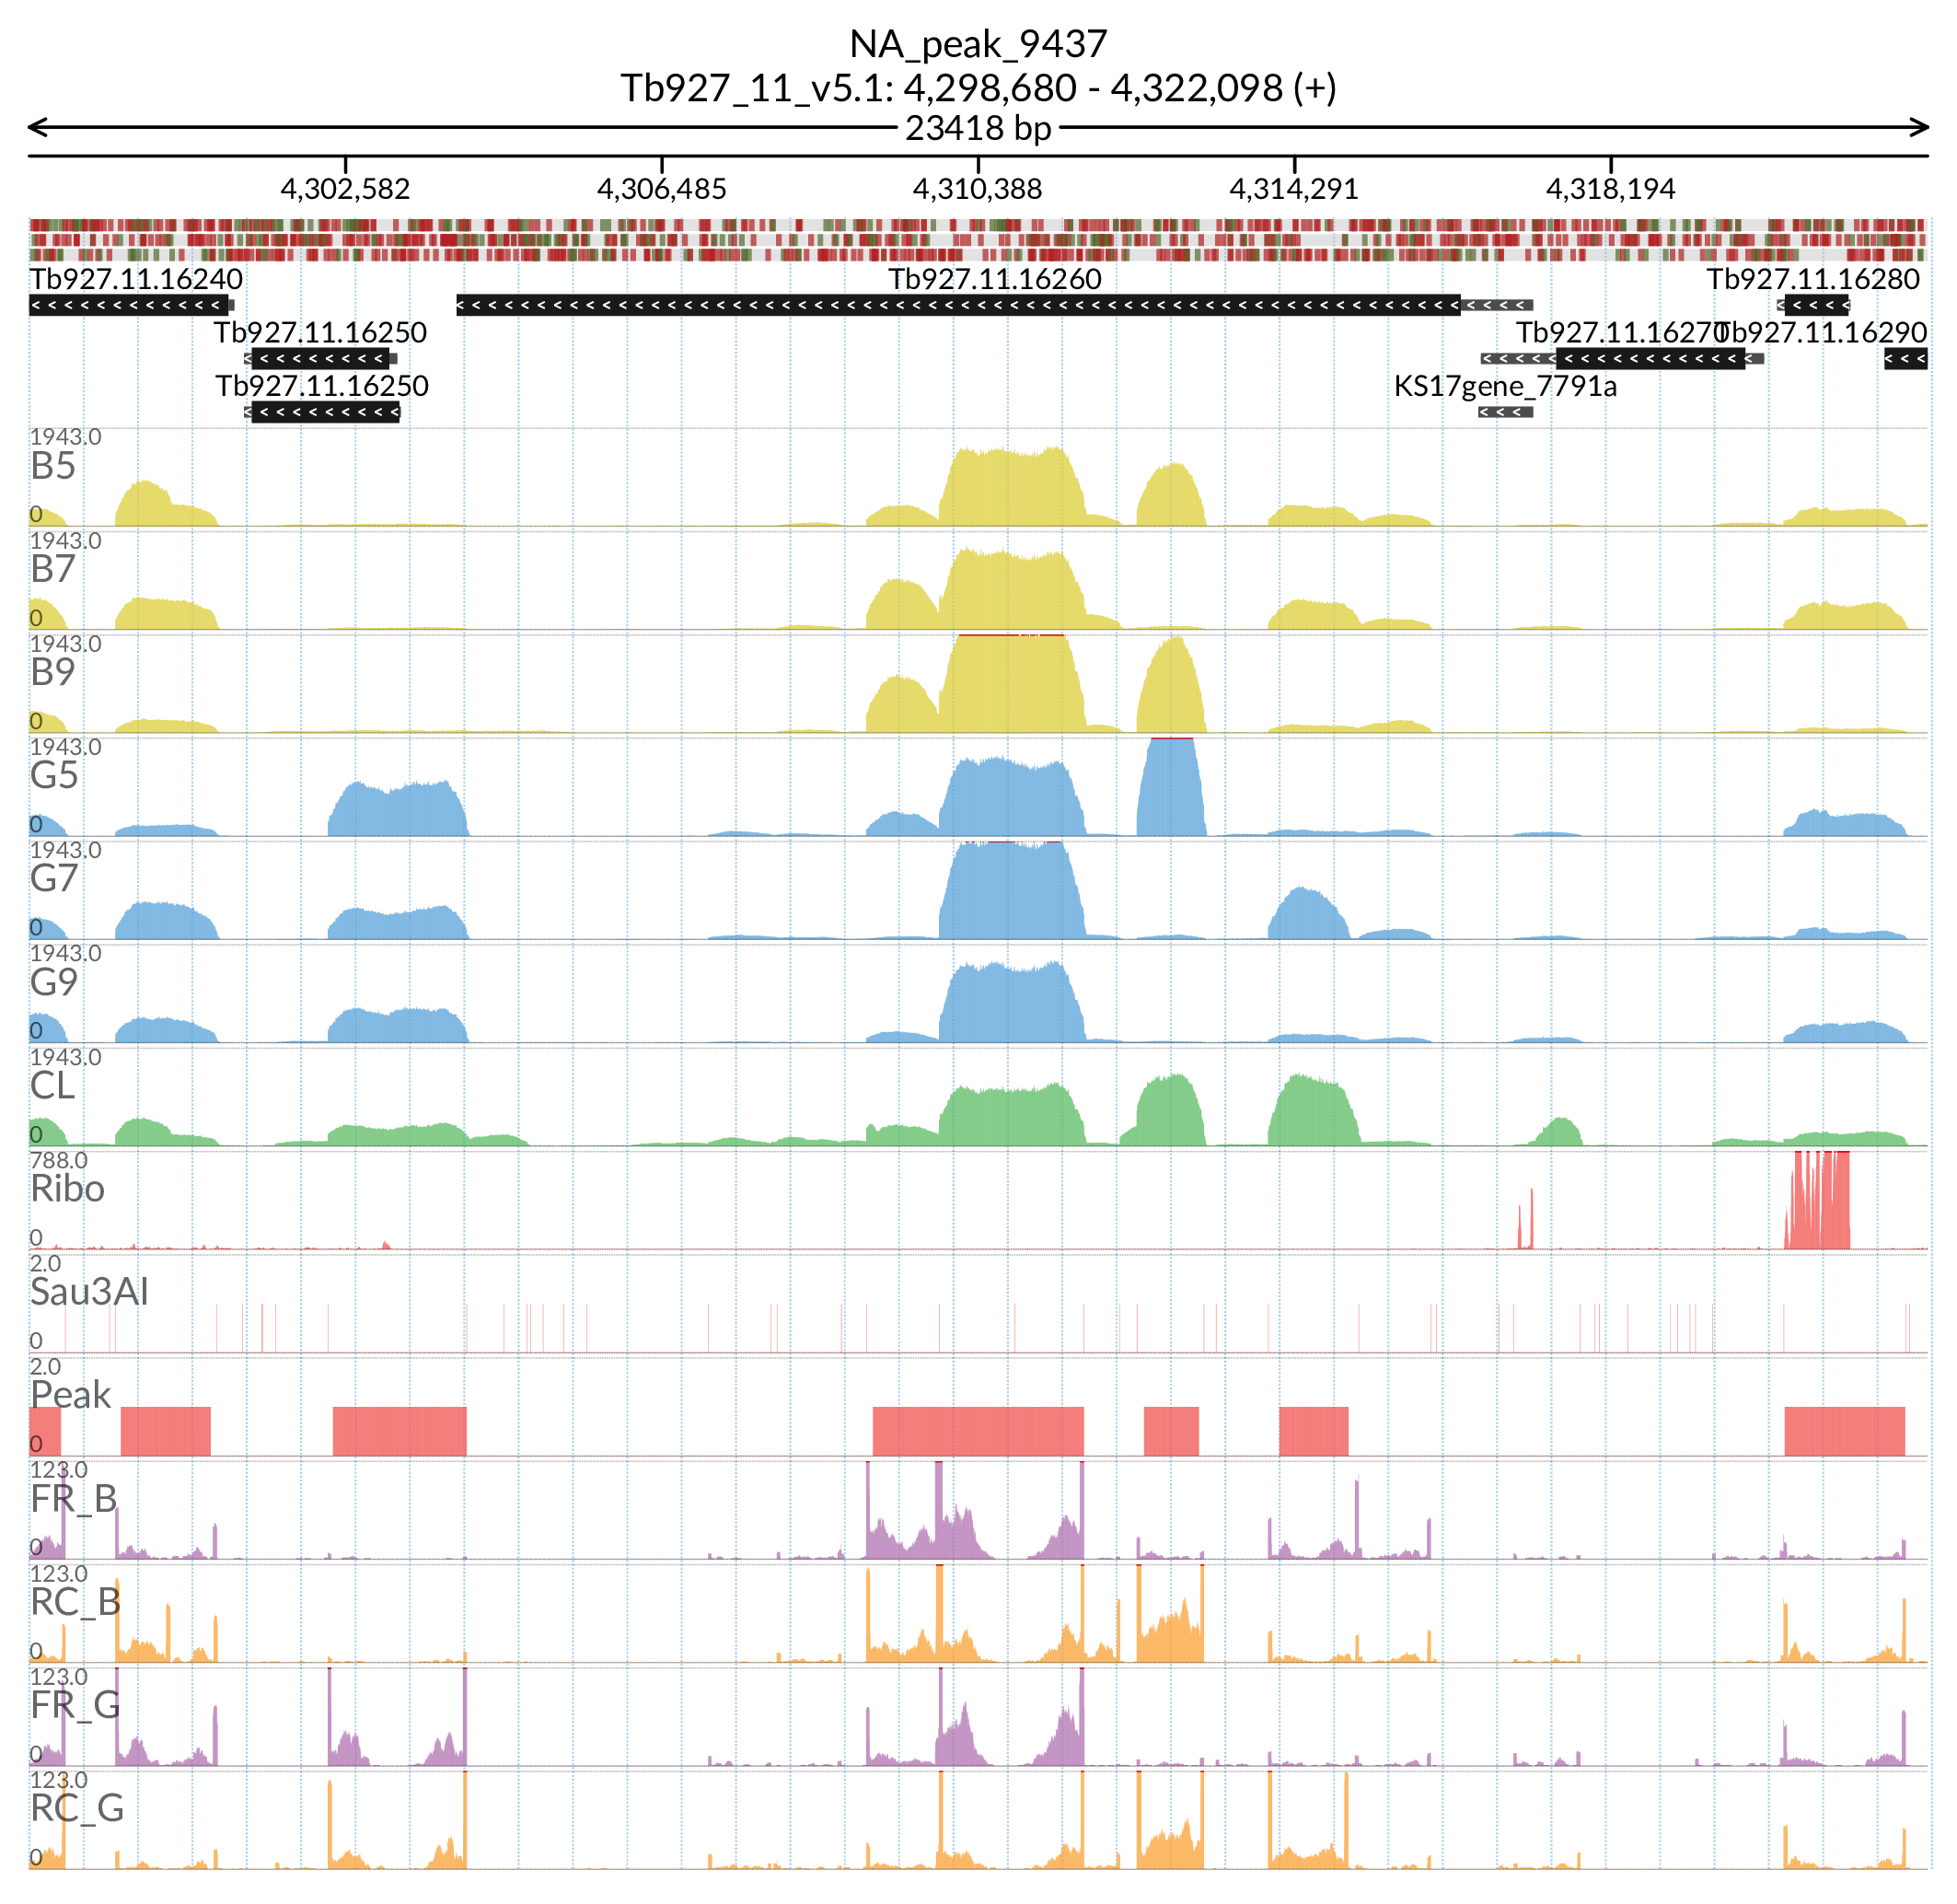 NA_peak_9437
Tb927_11_v5.1: 4,298,680 - 4,322,098 (+)
23418 bp
4,302,582 4,306,485 4,310,388 4,314,291 4,318,194
Tb927.11.16240 Tb927.11.16260 Tb927.11.16280
Tb927.11.16250 Tb927.11.16270 Tb927.11.16290
Tb927.11.16250 KS17gene_7791a
1943.0
B5
0
1943.0
B7
0
1943.0
B9
0
1943.0
G5
0
1943.0
G7
0
1943.0
G9
0
1943.0
CL
0
788.0
Ribo
0
2.0
Sau3AI
0
2.0
Peak
0
123.0
FR_B
0
123.0
RC_B
0
123.0
FR_G
0
123.0
RC_G
0